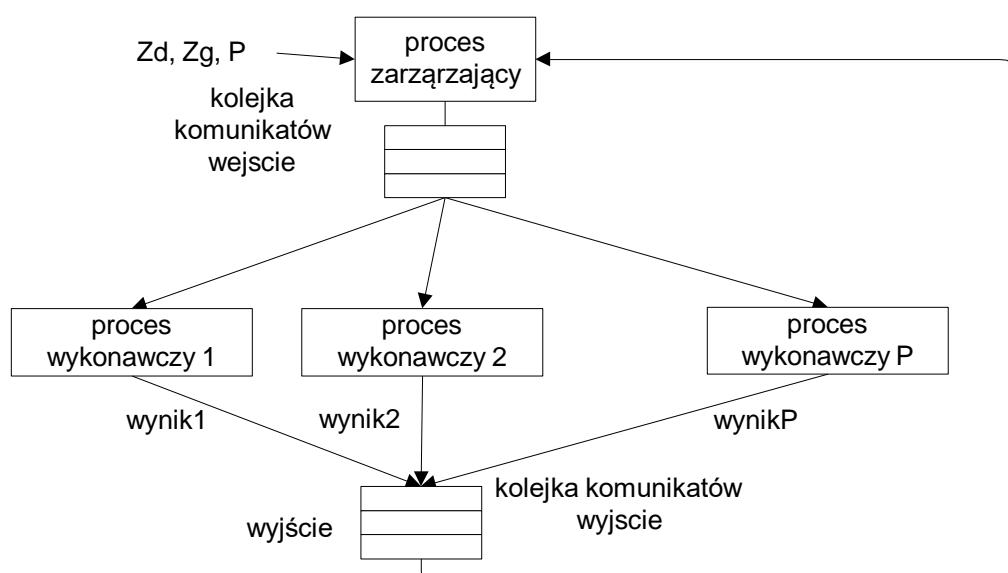 Zd, Zg, P
proces
zarząrzający
kolejka
komunikatów
wejscie
proces
wykonawczy 1
proces
wykonawczy 2
proces
wykonawczy P
wynik1
wynik2
wynikP
wyjście
kolejka komunikatów
wyjscie